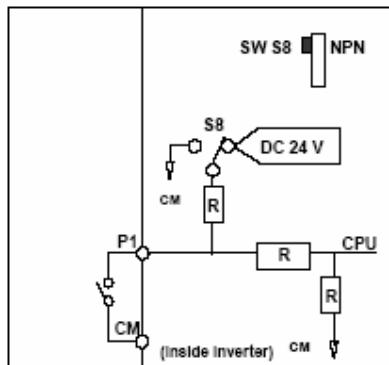 SW S8 NPN
S8
DC 24 V
CM
R
P1
R
CPU
R
CM
(Inside Inverter)
CM